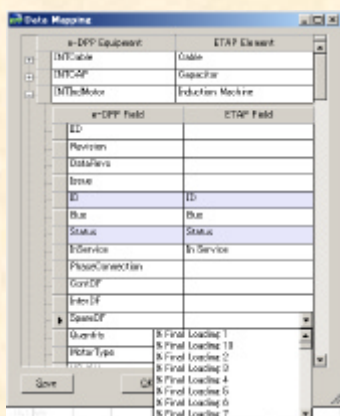 Data Mapping
e-DPP Equipment ETAP Element
INTCable Cable
INTCAP Capacitor
INTIndMotor Induction Machine
e-DPP Field ETAP Field
ID
Revision
DataRevs
Issue
ID ID
Bus Bus
Status Status
InService In Service
PhaseConnection
ContDF
InterDF
SpareDF
Quantity
MotorType
% Final Loading 1
% Final Loading 10
% Final Loading 2
% Final Loading 3
% Final Loading 4
% Final Loading 5
% Final Loading 6
% Final Loading 7
Save